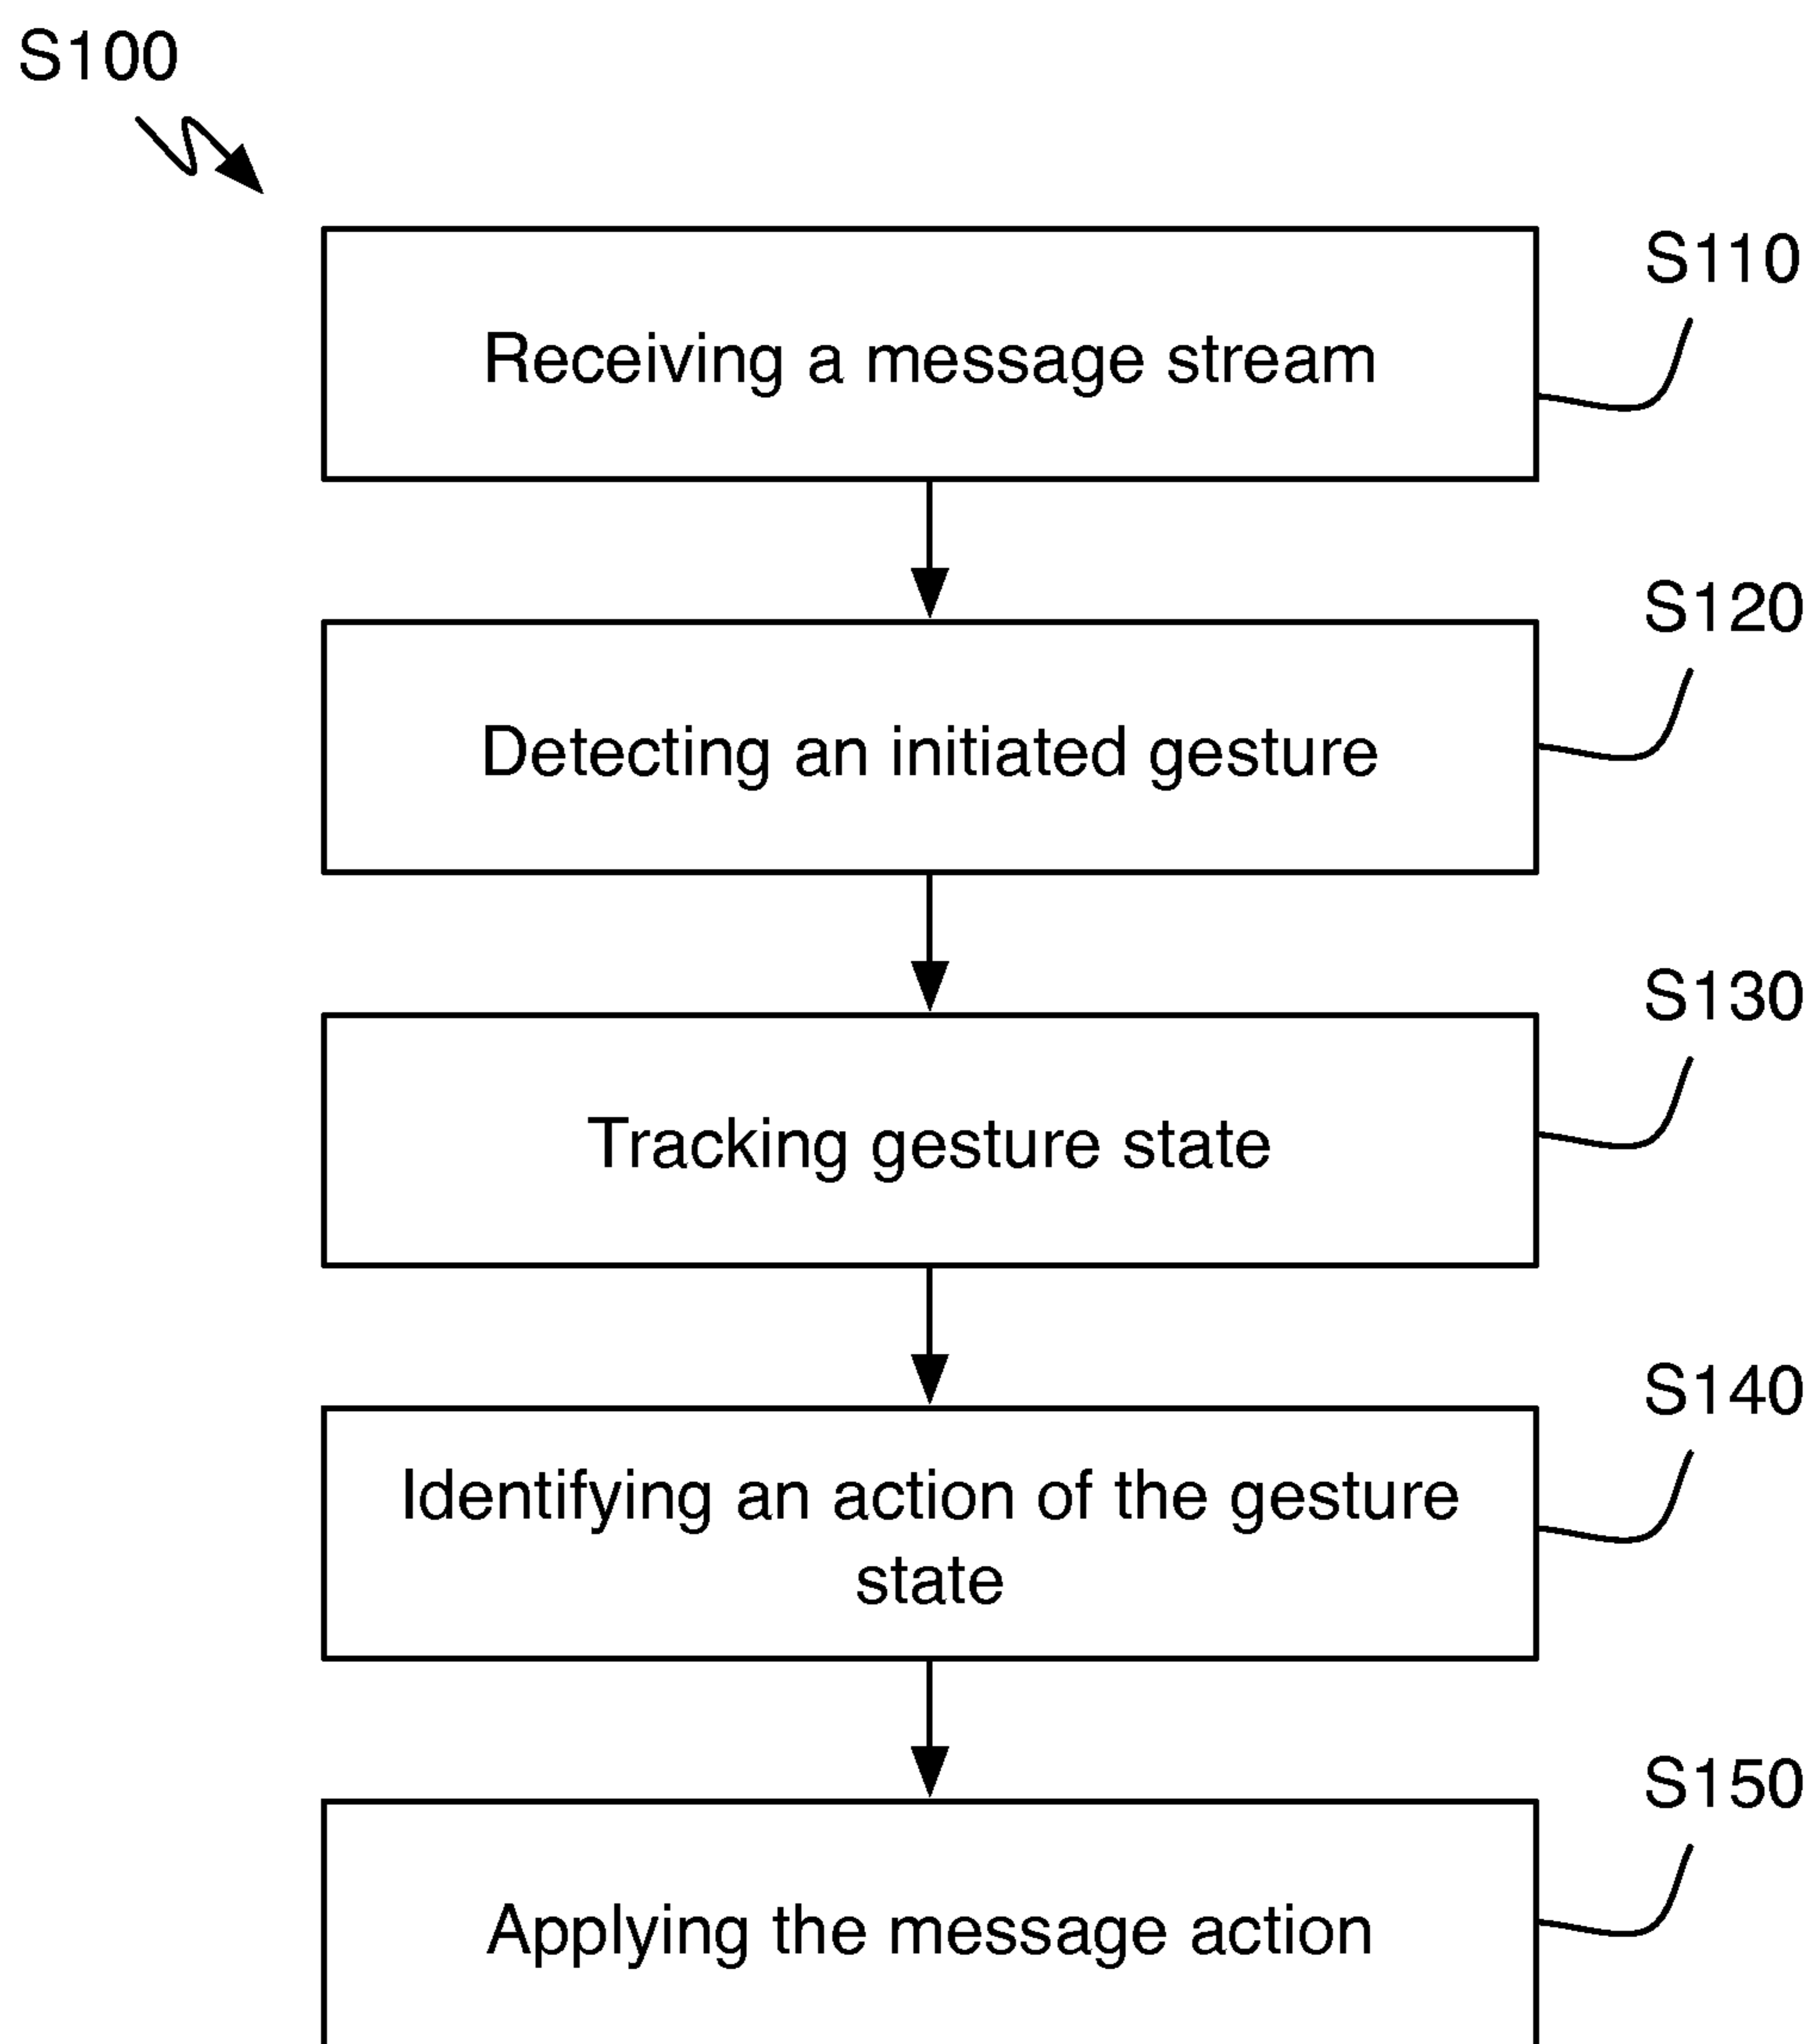 S100
S110
Receiving a message stream
S120
Detecting an initiated gesture
S130
Tracking gesture state
S140
Identifying an action of the gesture
state
S150
Applying the message action